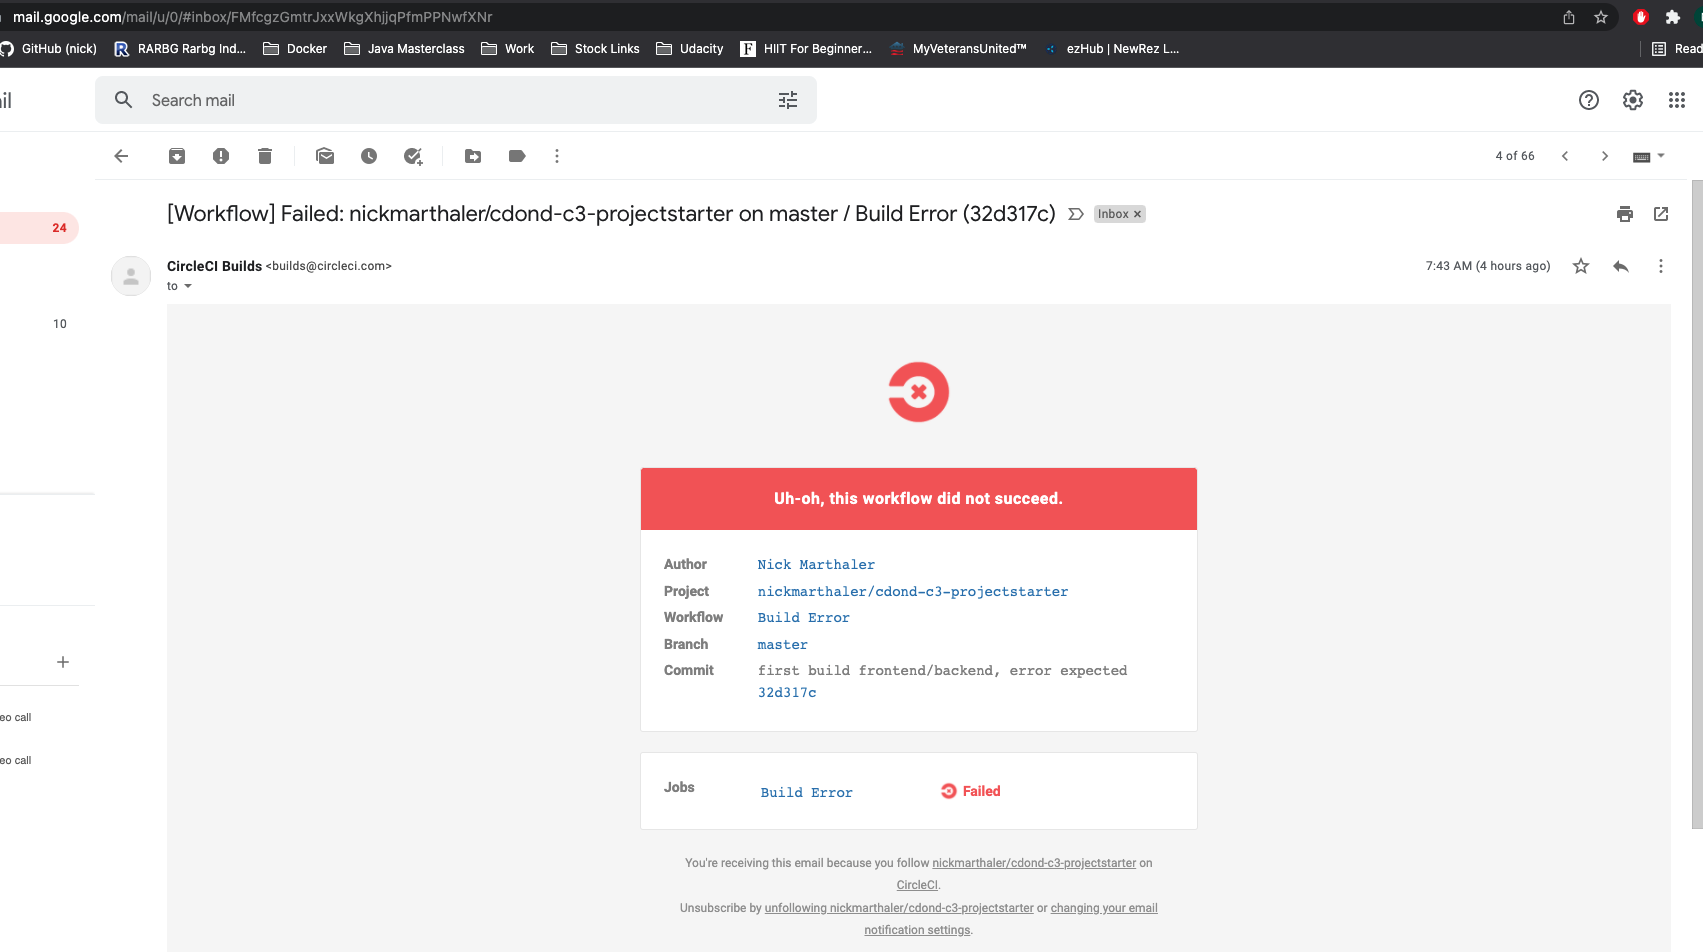 mail.google.com/mail/u/0/#inbox/FMfcgzGmtrJxxWkgXhjjqPfmPPNwfXNr
GitHub (nick) RARBG Rarbg Ind... Docker Java Masterclass Work Stock Links Udacity F HIIT For Beginner... MyVeteransUnited™ ezHub | NewRez L... Read
il Search mail
4 of 66
[Workflow] Failed: nickmarthaler/cdond-c3-projectstarter on master / Build Error (32d317c) Inbox ×
24
CircleCI Builds <builds@circleci.com> 7:43 AM (4 hours ago)
to
10
Uh-oh, this workflow did not succeed.
Author Nick Marthaler
Project nickmarthaler/cdond-c3-projectstarter
Workflow Build Error
Branch master
Commit first build frontend/backend, error expected
32d317c
eo call
eo call
Jobs Build Error Failed
You're receiving this email because you follow nickmarthaler/cdond-c3-projectstarter on
CircleCI.
Unsubscribe by unfollowing nickmarthaler/cdond-c3-projectstarter or changing your email
notification settings.